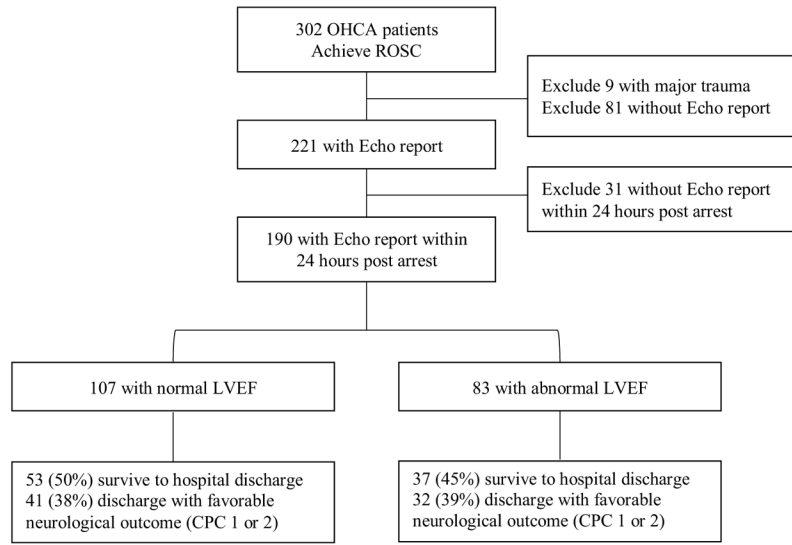 302 OHCA patients
Achieve ROSC
Exclude 9 with major trauma
Exclude 81 without Echo report
221 with Echo report
Exclude 31 without Echo report
within 24 hours post arrest
190 with Echo report within
24 hours post arrest
107 with normal LVEF
83 with abnormal LVEF
53 (50%) survive to hospital discharge
41 (38%) discharge with favorable
neurological outcome (CPC 1 or 2)
37 (45%) survive to hospital discharge
32 (39%) discharge with favorable
neurological outcome (CPC 1 or 2)